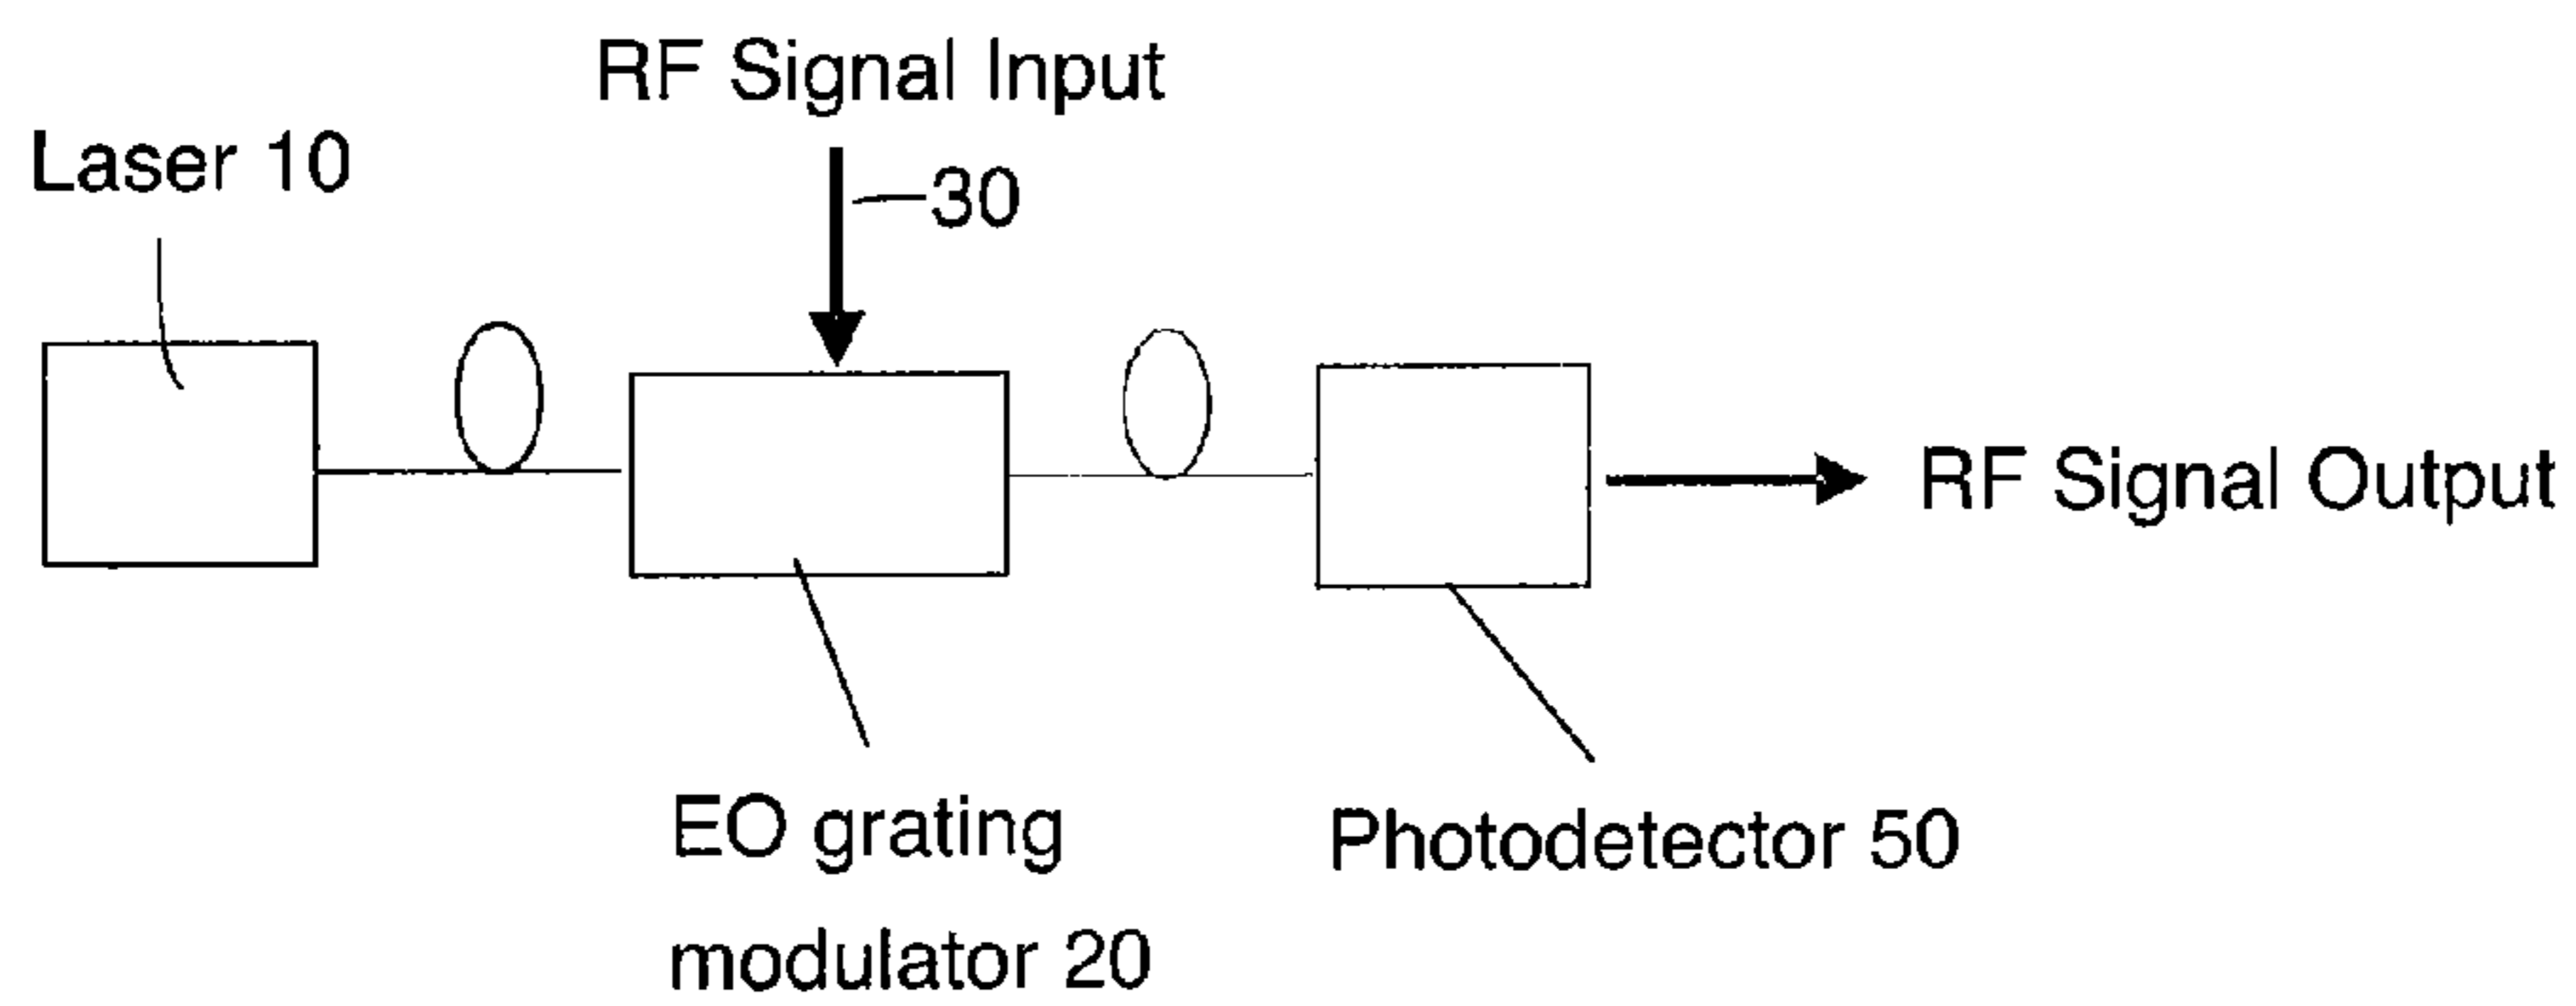 RF Signal Input
Laser 10
30
RF Signal Output
EO grating
modulator 20
Photodetector 50